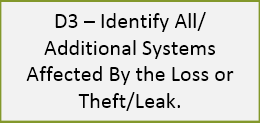 D3 – Identify All/
Additional Systems
Affected By the Loss or
Theft/Leak.